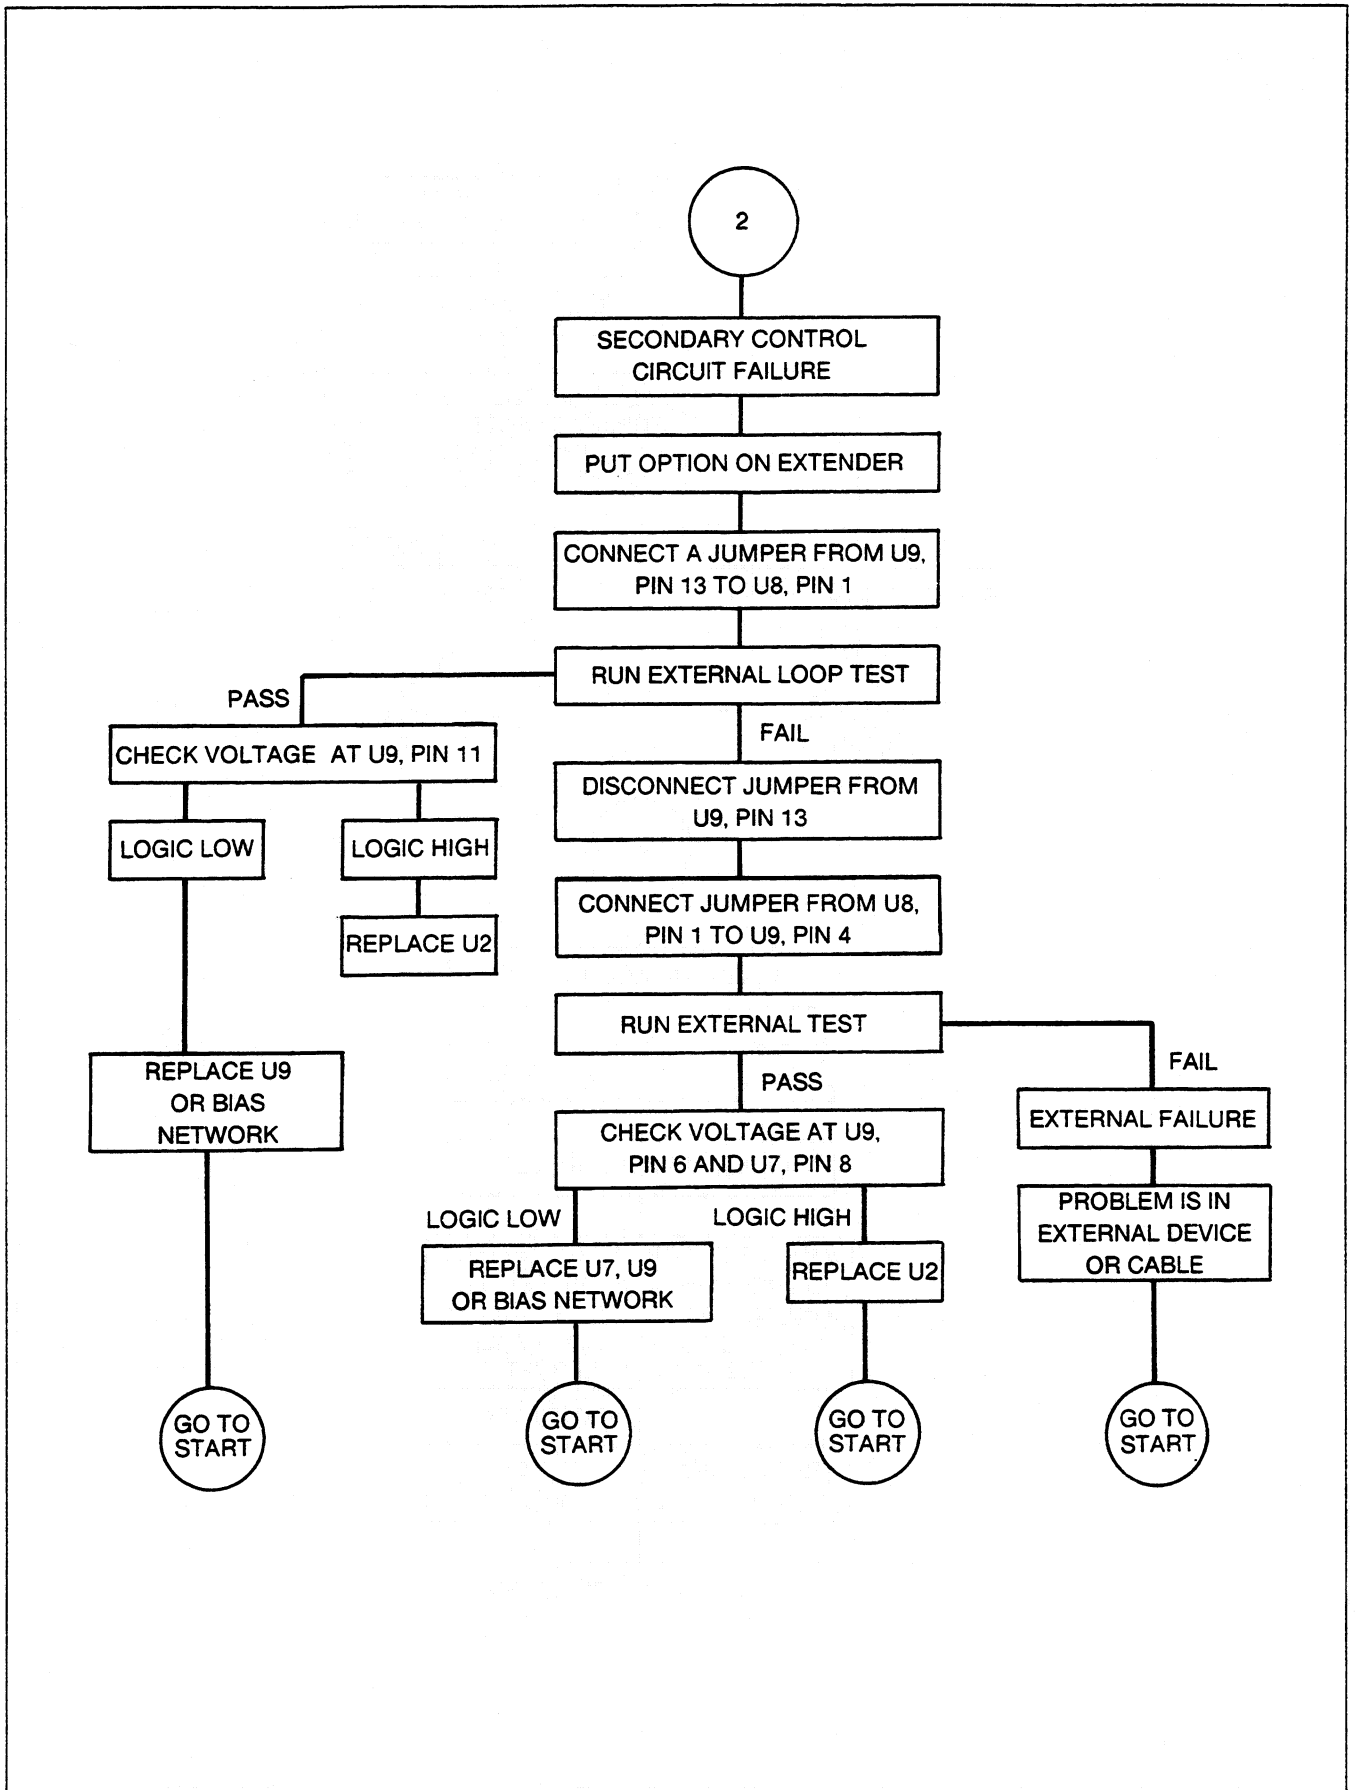 2
SECONDARY CONTROL
CIRCUIT FAILURE
PUT OPTION ON EXTENDER
CONNECT A JUMPER FROM U9,
PIN 13 TO U8, PIN 1
RUN EXTERNAL LOOP TEST
PASS
FAIL
CHECK VOLTAGE AT U9, PIN 11
DISCONNECT JUMPER FROM
U9, PIN 13
LOGIC LOW
LOGIC HIGH
REPLACE U2
CONNECT JUMPER FROM U8,
PIN 1 TO U9, PIN 4
RUN EXTERNAL TEST
REPLACE U9
OR BIAS
NETWORK
PASS
FAIL
CHECK VOLTAGE AT U9,
PIN 6 AND U7, PIN 8
EXTERNAL FAILURE
LOGIC LOW
LOGIC HIGH
PROBLEM IS IN
EXTERNAL DEVICE
OR CABLE
REPLACE U7, U9
OR BIAS NETWORK
REPLACE U2
GO TO
START
GO TO
START
GO TO
START
GO TO
START